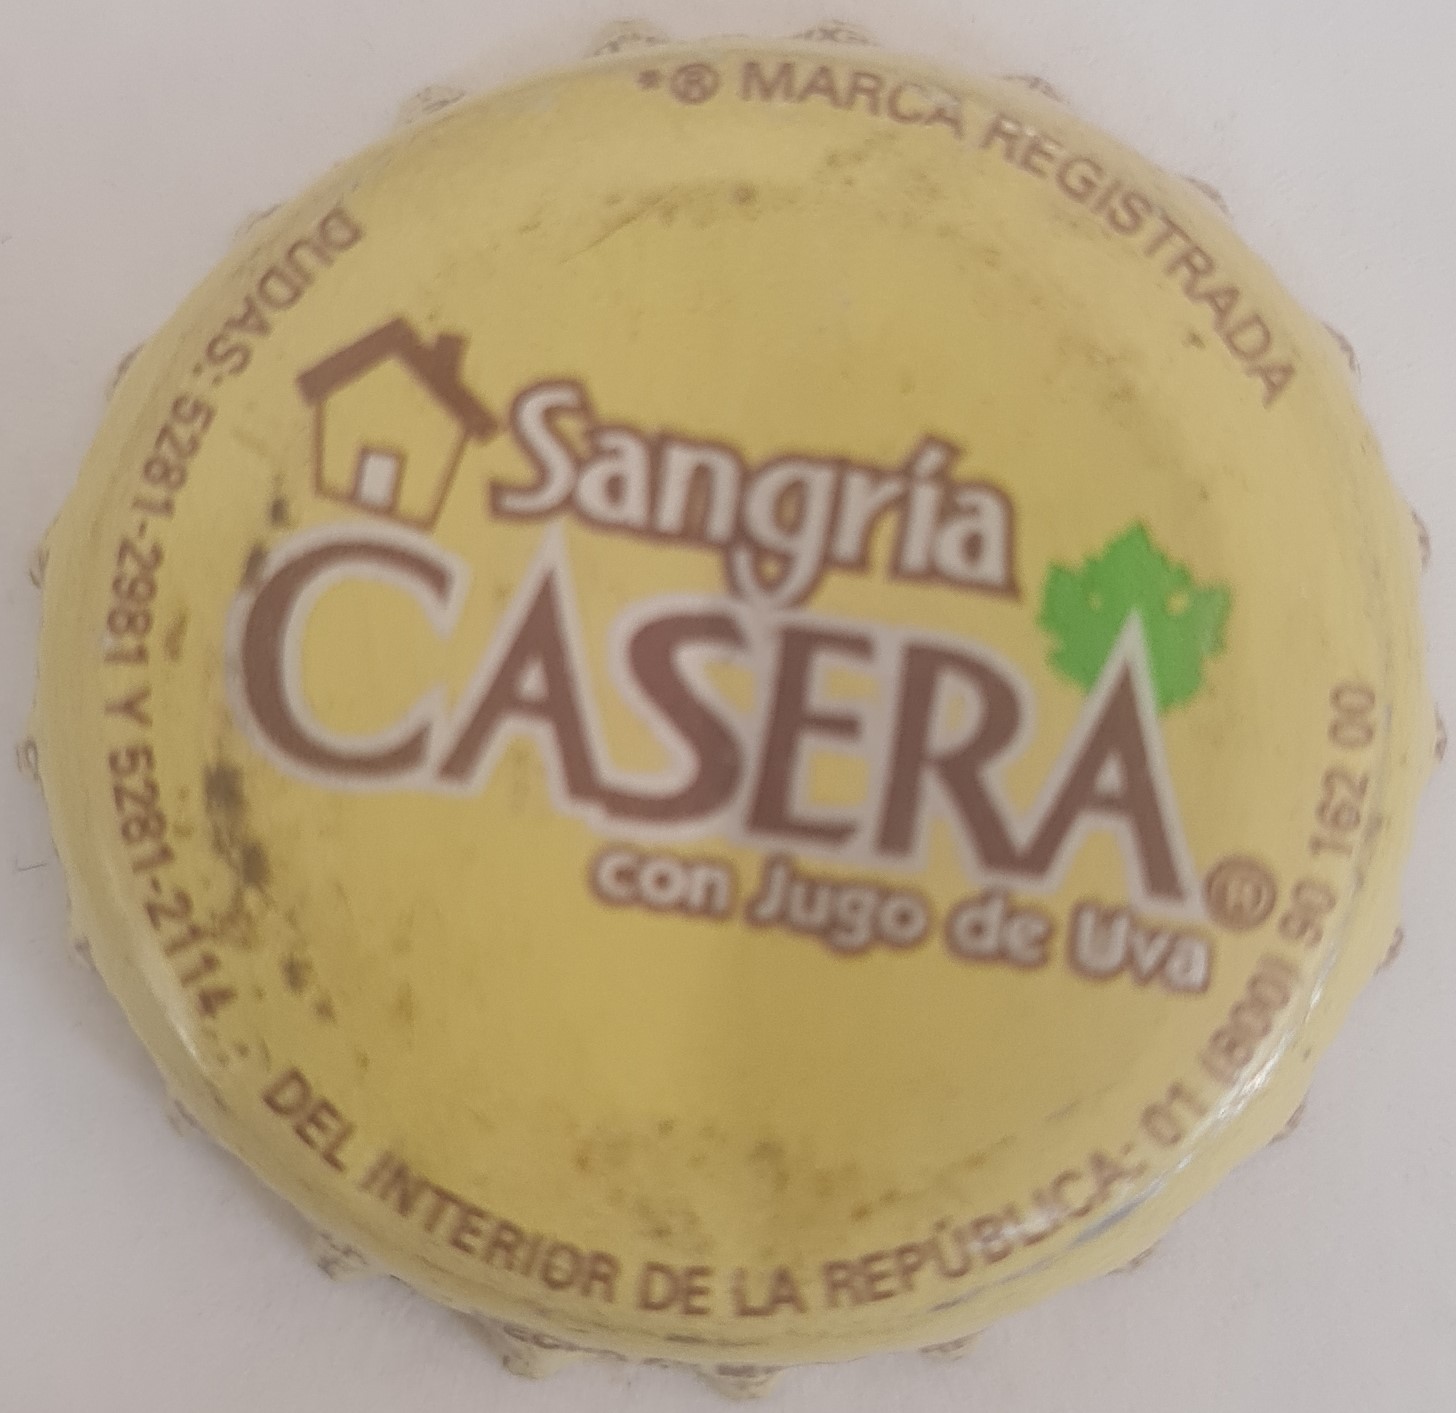 *® MARCA REGISTRADA
Sangría
CASERA®
con Jugo de Uva
DUDAS: 5281-2981 Y 5281-2114
DEL INTERIOR DE LA REPÚBLICA: 01 (800) 90 162 00